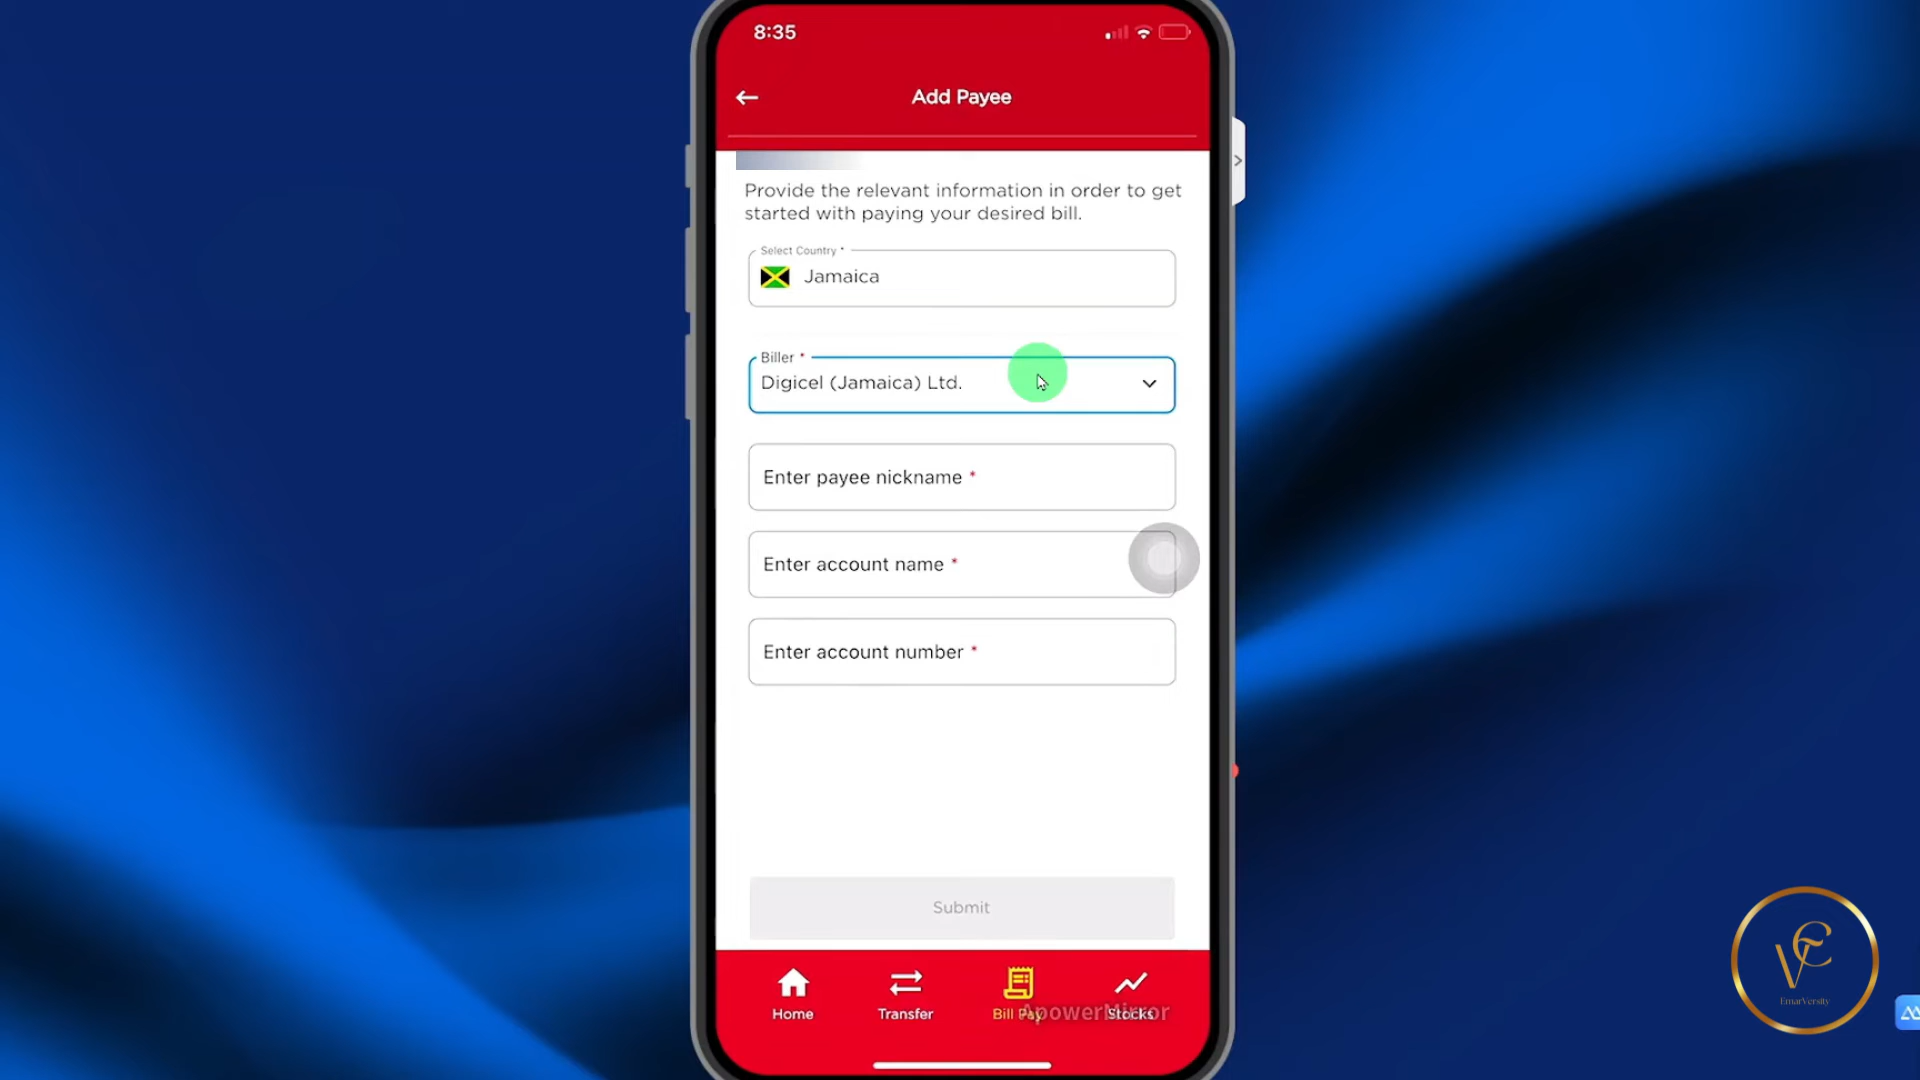 8:35
Add Payee
Provide the relevant information in order to get
started with paying your desired bill.
Select Country *
Jamaica
Biller *
Digicel (Jamaica) Ltd.
Enter payee nickname *
Enter account name *
Enter account number *
Submit
Home
Transfer
Bill Pay
Stocks
ApowerMirror
VE
EmarVersity